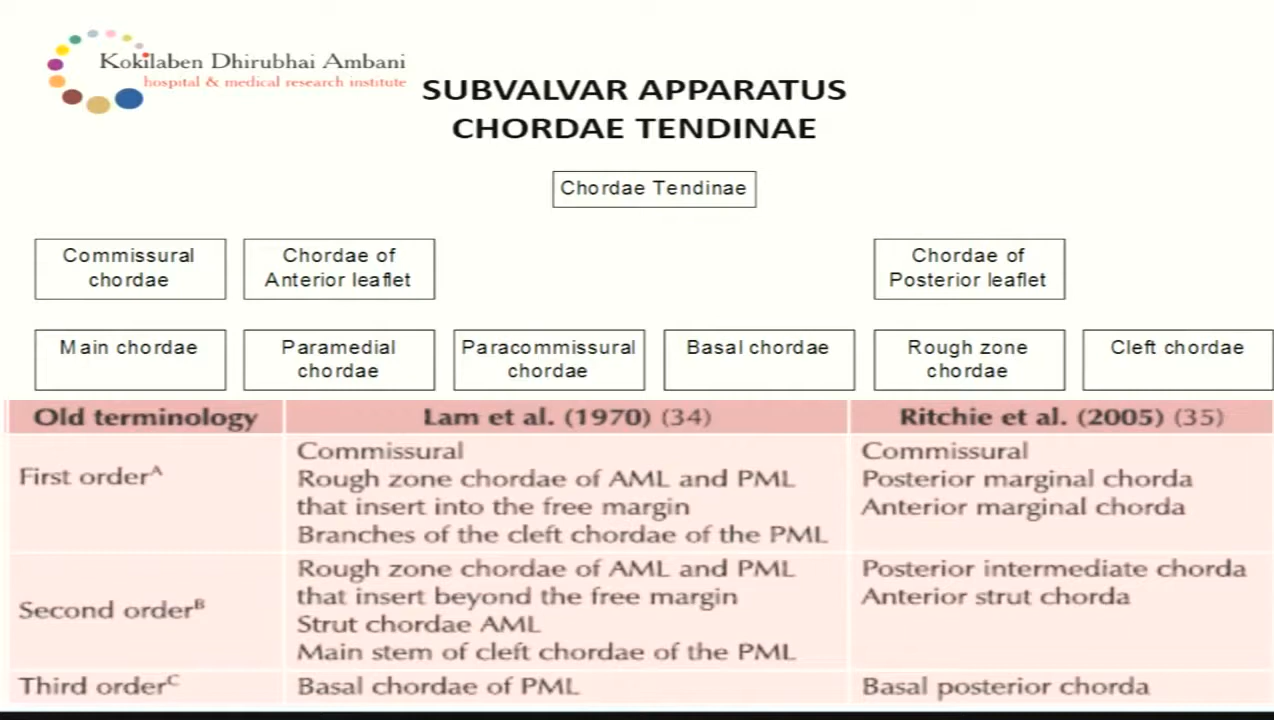 Kokilaben Dhirubhai Ambani
hospital & medical research institute
SUBVALVAR APPARATUS
CHORDAE TENDINAE
Chordae Tendinae
Commissural
chordae
Chordae of
Anterior leaflet
Chordae of
Posterior leaflet
Main chordae
Paramedial
chordae
Paracommissural
chordae
Basal chordae
Rough zone
chordae
Cleft chordae
Old terminology
Lam et al. (1970) (34)
Ritchie et al. (2005) (35)
First orderA
Commissural
Rough zone chordae of AML and PML
that insert into the free margin
Branches of the cleft chordae of the PML
Commissural
Posterior marginal chorda
Anterior marginal chorda
Second orderB
Rough zone chordae of AML and PML
that insert beyond the free margin
Strut chordae AML
Main stem of cleft chordae of the PML
Posterior intermediate chorda
Anterior strut chorda
Third orderC
Basal chordae of PML
Basal posterior chorda